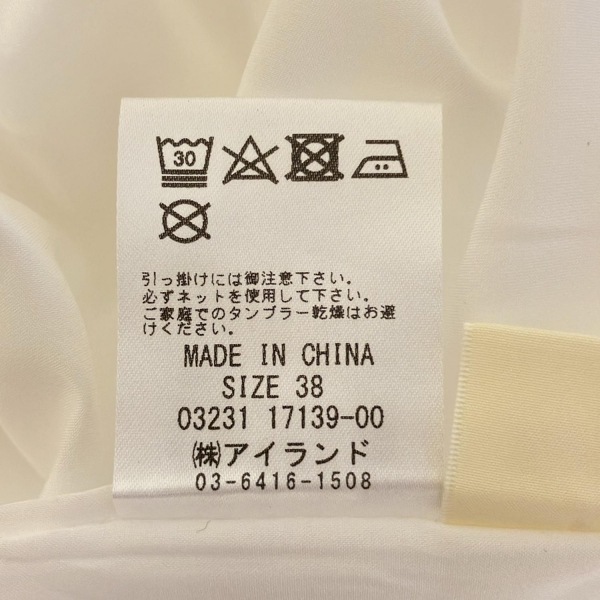 30
引っ掛けには御注意下さい。
必ずネットを使用して下さい。
ご家庭でのタンブラー乾燥はお避
けください。
MADE IN CHINA
SIZE 38
03231 17139-00
㈱アイランド
03-6416-1508